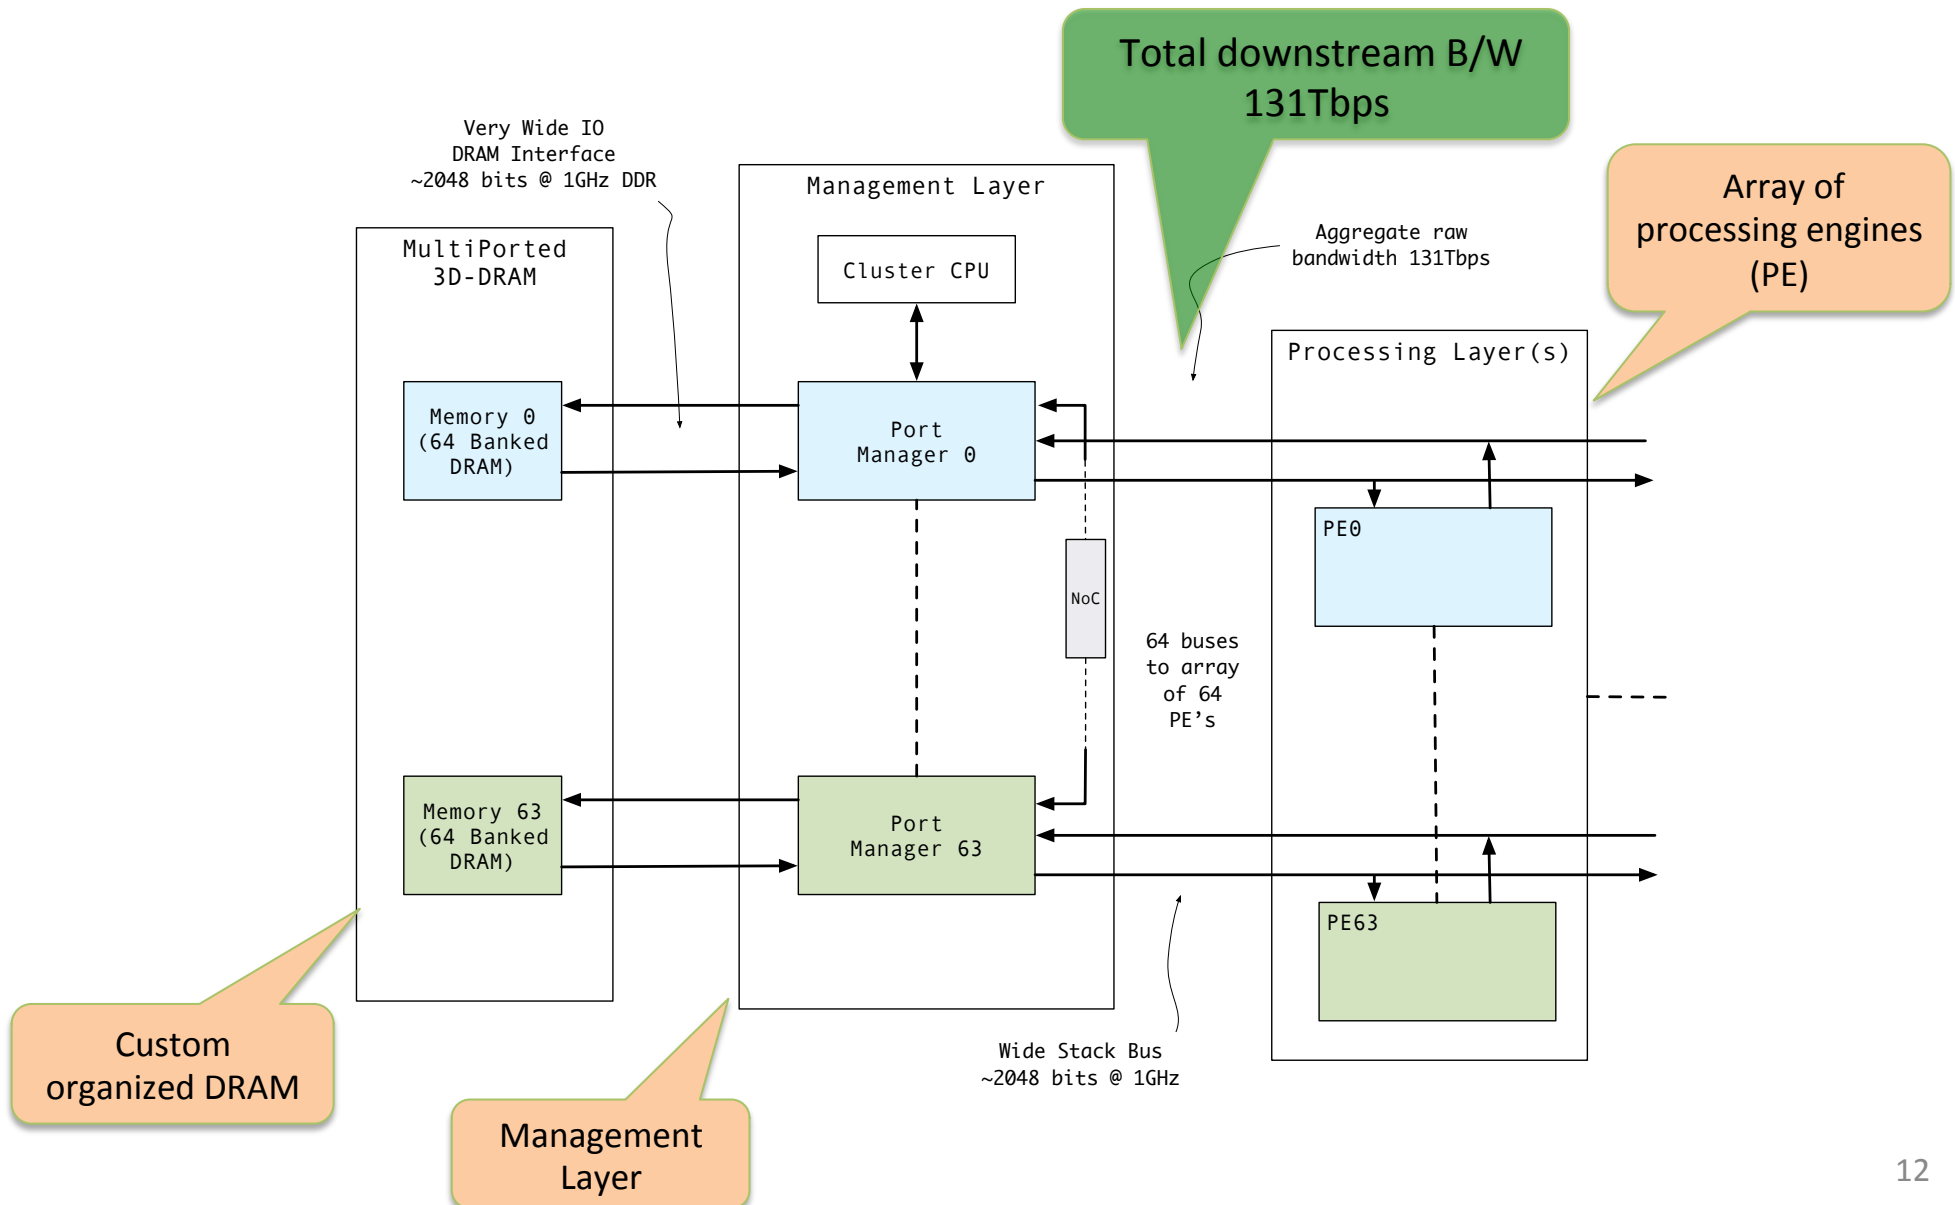 Total downstream B/W
131Tbps
Very Wide IO
DRAM Interface
~2048 bits @ 1GHz DDR
Management Layer
Array of
processing engines
(PE)
MultiPorted
3D-DRAM
Cluster CPU
Aggregate raw
bandwidth 131Tbps
Processing Layer(s)
Memory 0
(64 Banked
DRAM)
Port
Manager 0
PE0
NoC
64 buses
to array
of 64
PE’s
Memory 63
(64 Banked
DRAM)
Port
Manager 63
PE63
Custom
organized DRAM
Wide Stack Bus
~2048 bits @ 1GHz
Management
Layer
12